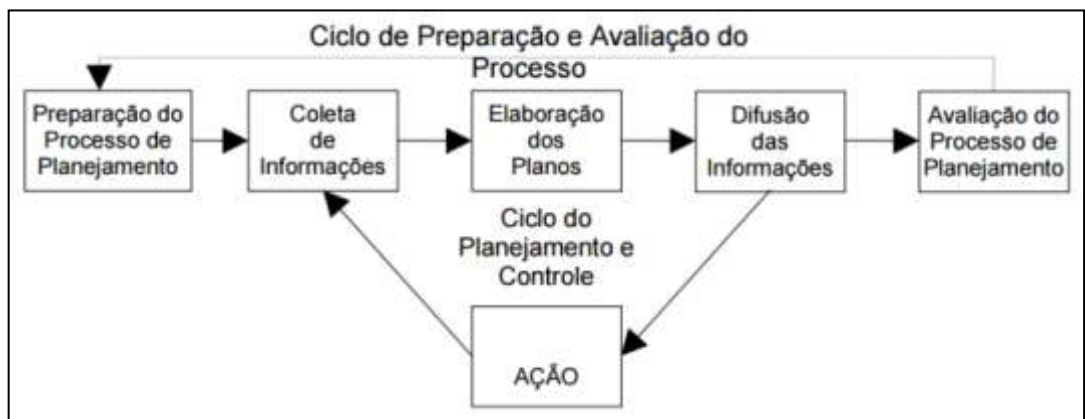 Ciclo de Preparação e Avaliação do
Processo
Preparação do
Processo de
Planejamento
Coleta
de
Informações
Elaboração
dos
Planos
Difusão
das
Informações
Avaliação do
Processo de
Planejamento
Ciclo do
Planejamento e
Controle
AÇÃO